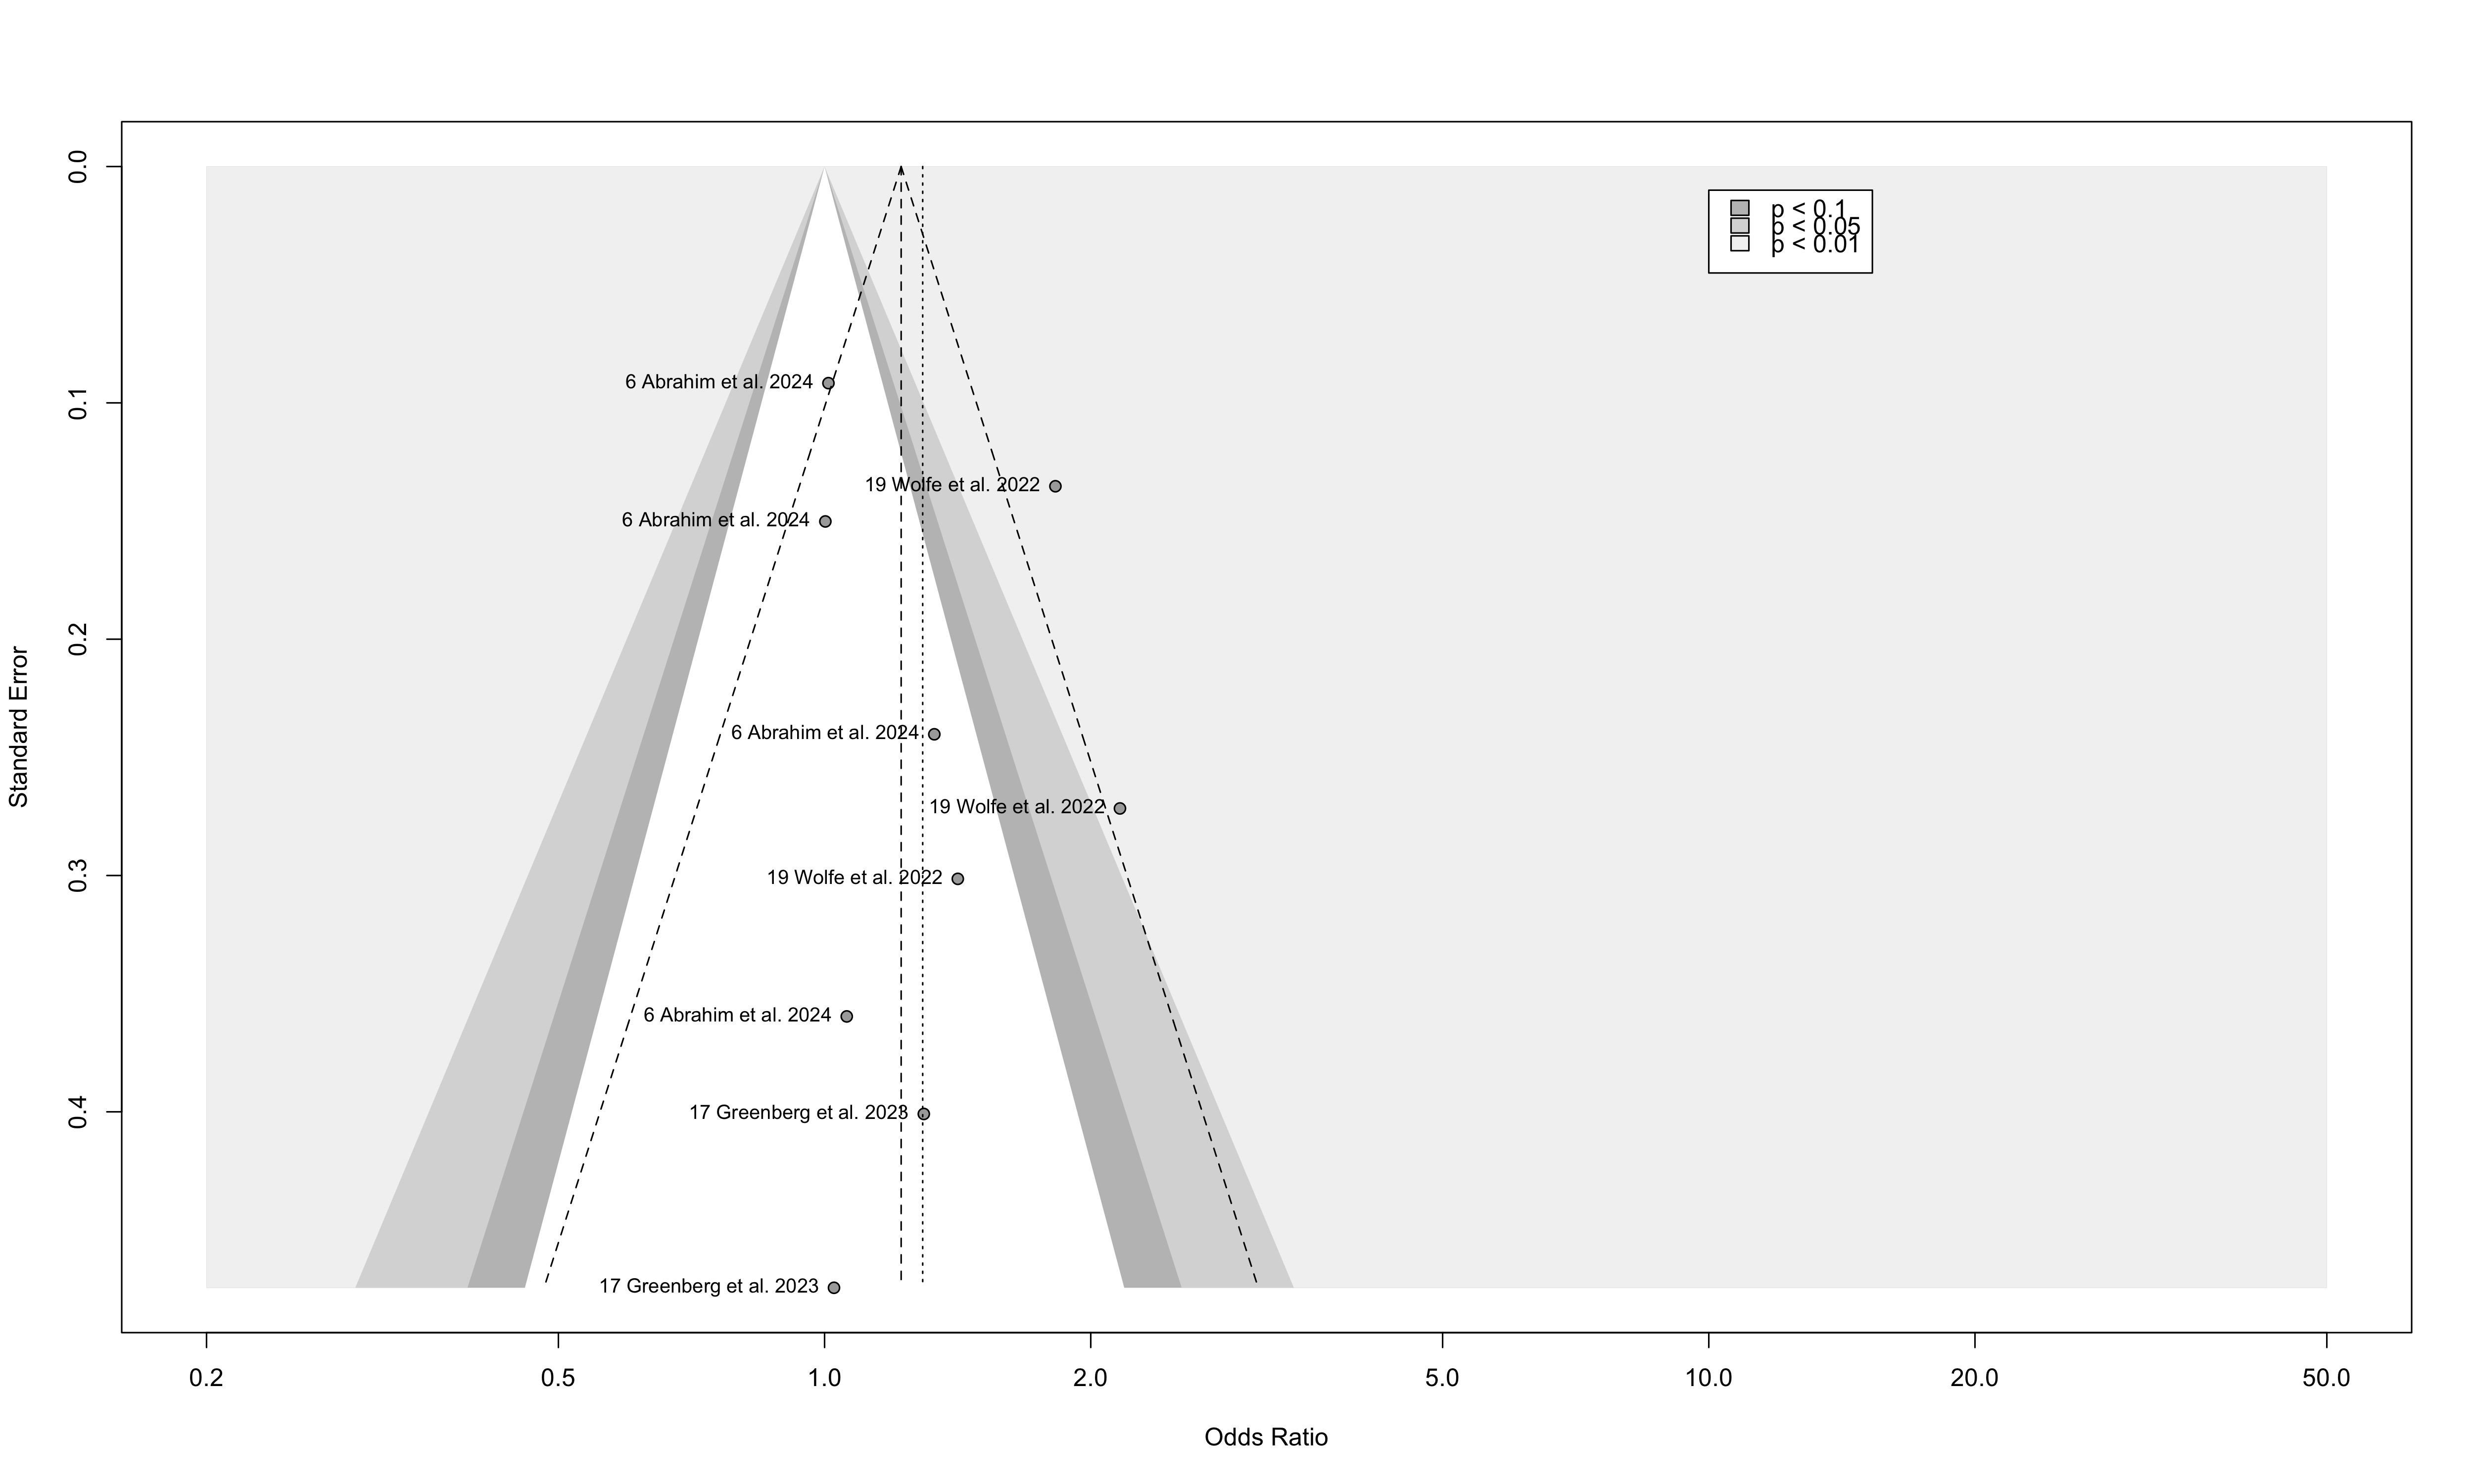 0.0
0.1
0.2
0.3
0.4
Standard Error
p < 0.1
p < 0.05
p < 0.01
6 Abrahim et al. 2024
19 Wolfe et al. 2022
6 Abrahim et al. 2024
6 Abrahim et al. 2024
19 Wolfe et al. 2022
19 Wolfe et al. 2022
6 Abrahim et al. 2024
17 Greenberg et al. 2023
17 Greenberg et al. 2023
0.2 0.5 1.0 2.0 5.0 10.0 20.0 50.0
Odds Ratio